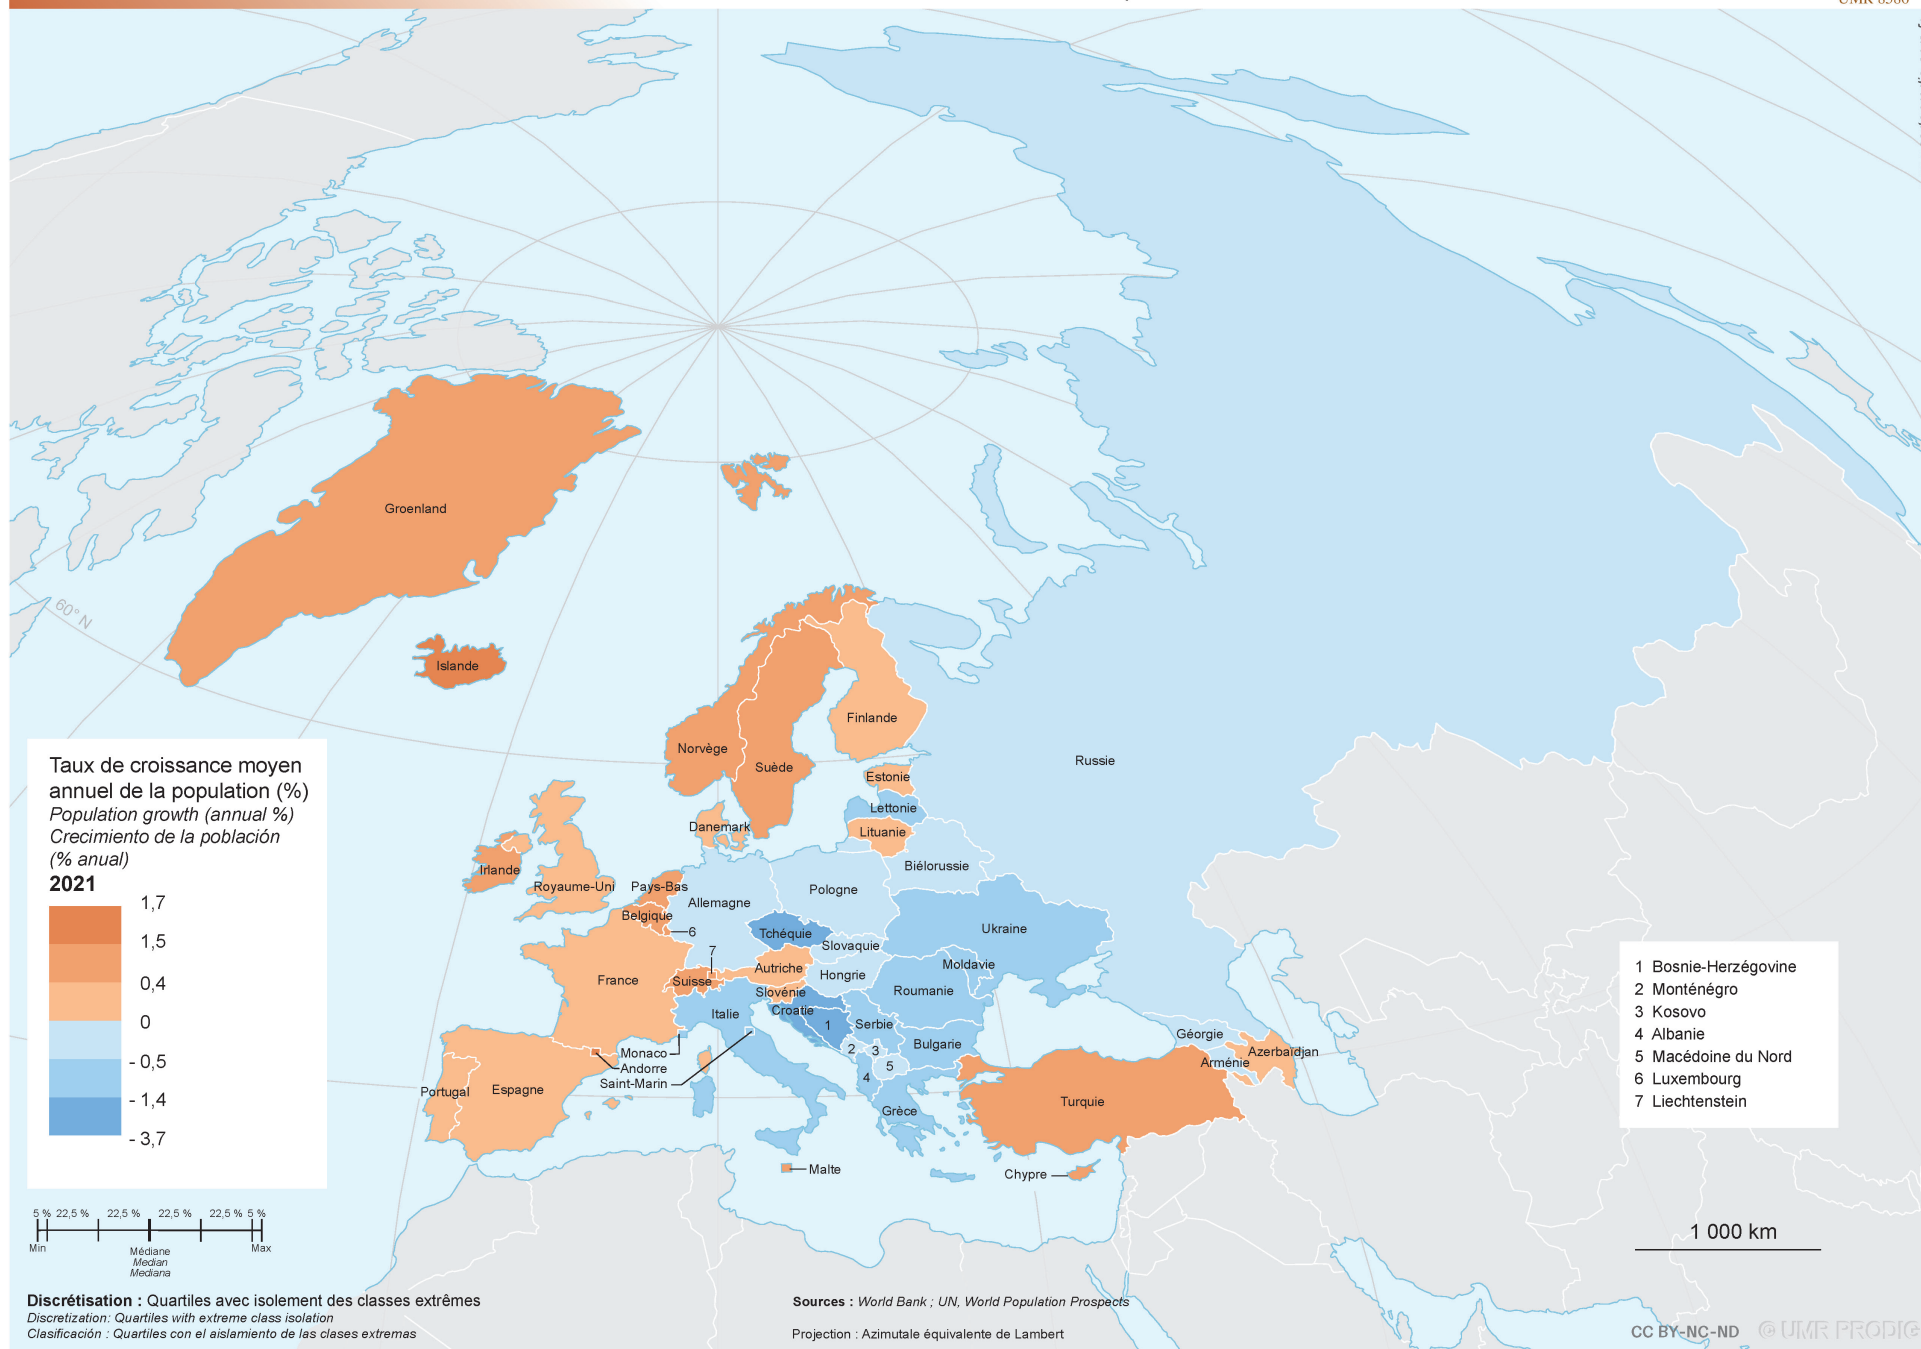 UMR 8586
60° N
Groenland
Islande
Norvège
Suède
Finlande
Russie
Estonie
Lettonie
Lituanie
Danemark
Irlande
Royaume-Uni
Pays-Bas
Belgique
Allemagne
Pologne
Biélorussie
Ukraine
6
7
Tchéquie
Slovaquie
France
Suisse
Autriche
Hongrie
Moldavie
Slovénie
Roumanie
Croatie
Italie
1
Serbie
Bulgarie
2
3
4
5
Géorgie
Arménie
Azerbaïdjan
Monaco
Andorre
Saint-Marin
Portugal
Espagne
Grèce
Turquie
Malte
Chypre
Taux de croissance moyen
annuel de la population (%)
Population growth (annual %)
Crecimiento de la población
(% anual)
2021
1,7
1,5
0,4
0
- 0,5
- 1,4
- 3,7
5 % 22,5 % 22,5 % 22,5 % 22,5 % 5 %
Min
Max
Médiane
Median
Mediana
1 Bosnie-Herzégovine
2 Monténégro
3 Kosovo
4 Albanie
5 Macédoine du Nord
6 Luxembourg
7 Liechtenstein
1 000 km
Discrétisation : Quartiles avec isolement des classes extrêmes
Discretization: Quartiles with extreme class isolation
Clasificación : Quartiles con el aislamiento de las clases extremas
Sources : World Bank ; UN, World Population Prospects
Projection : Azimutale équivalente de Lambert
CC BY-NC-ND © UMR PRODIG